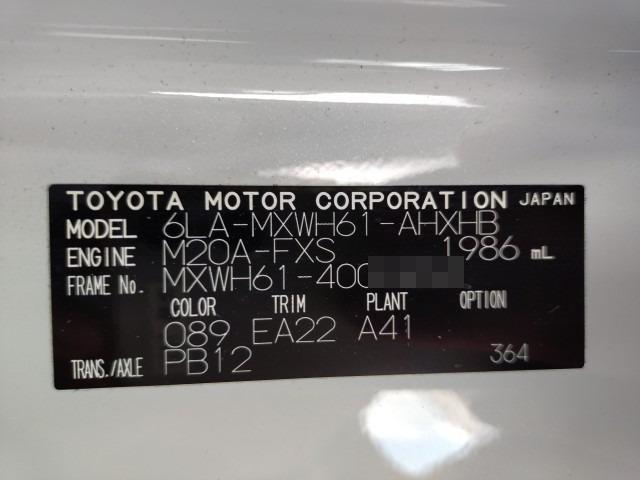 TOYOTA MOTOR CORPORATION JAPAN
MODEL 6LA-MXWH61-AHXHB
ENGINE M20A-FXS 1986 mL
FRAME No. MXWH61-400
COLOR TRIM PLANT OPTION
089 EA22 A41
TRANS./AXLE PB12 364